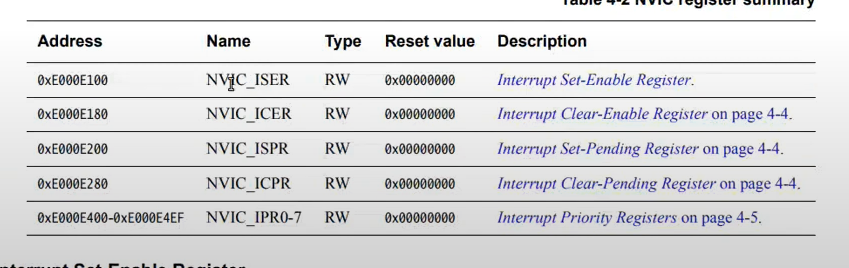 Table 4-2 NVIC register summary
Address Name Type Reset value Description
0xE000E100 NVIC_ISER RW 0x00000000 Interrupt Set-Enable Register.
0xE000E180 NVIC_ICER RW 0x00000000 Interrupt Clear-Enable Register on page 4-4.
0xE000E200 NVIC_ISPR RW 0x00000000 Interrupt Set-Pending Register on page 4-4.
0xE000E280 NVIC_ICPR RW 0x00000000 Interrupt Clear-Pending Register on page 4-4.
0xE000E400-0xE000E4EF NVIC_IPR0-7 RW 0x00000000 Interrupt Priority Registers on page 4-5.
Interrupt Set-Enable Register